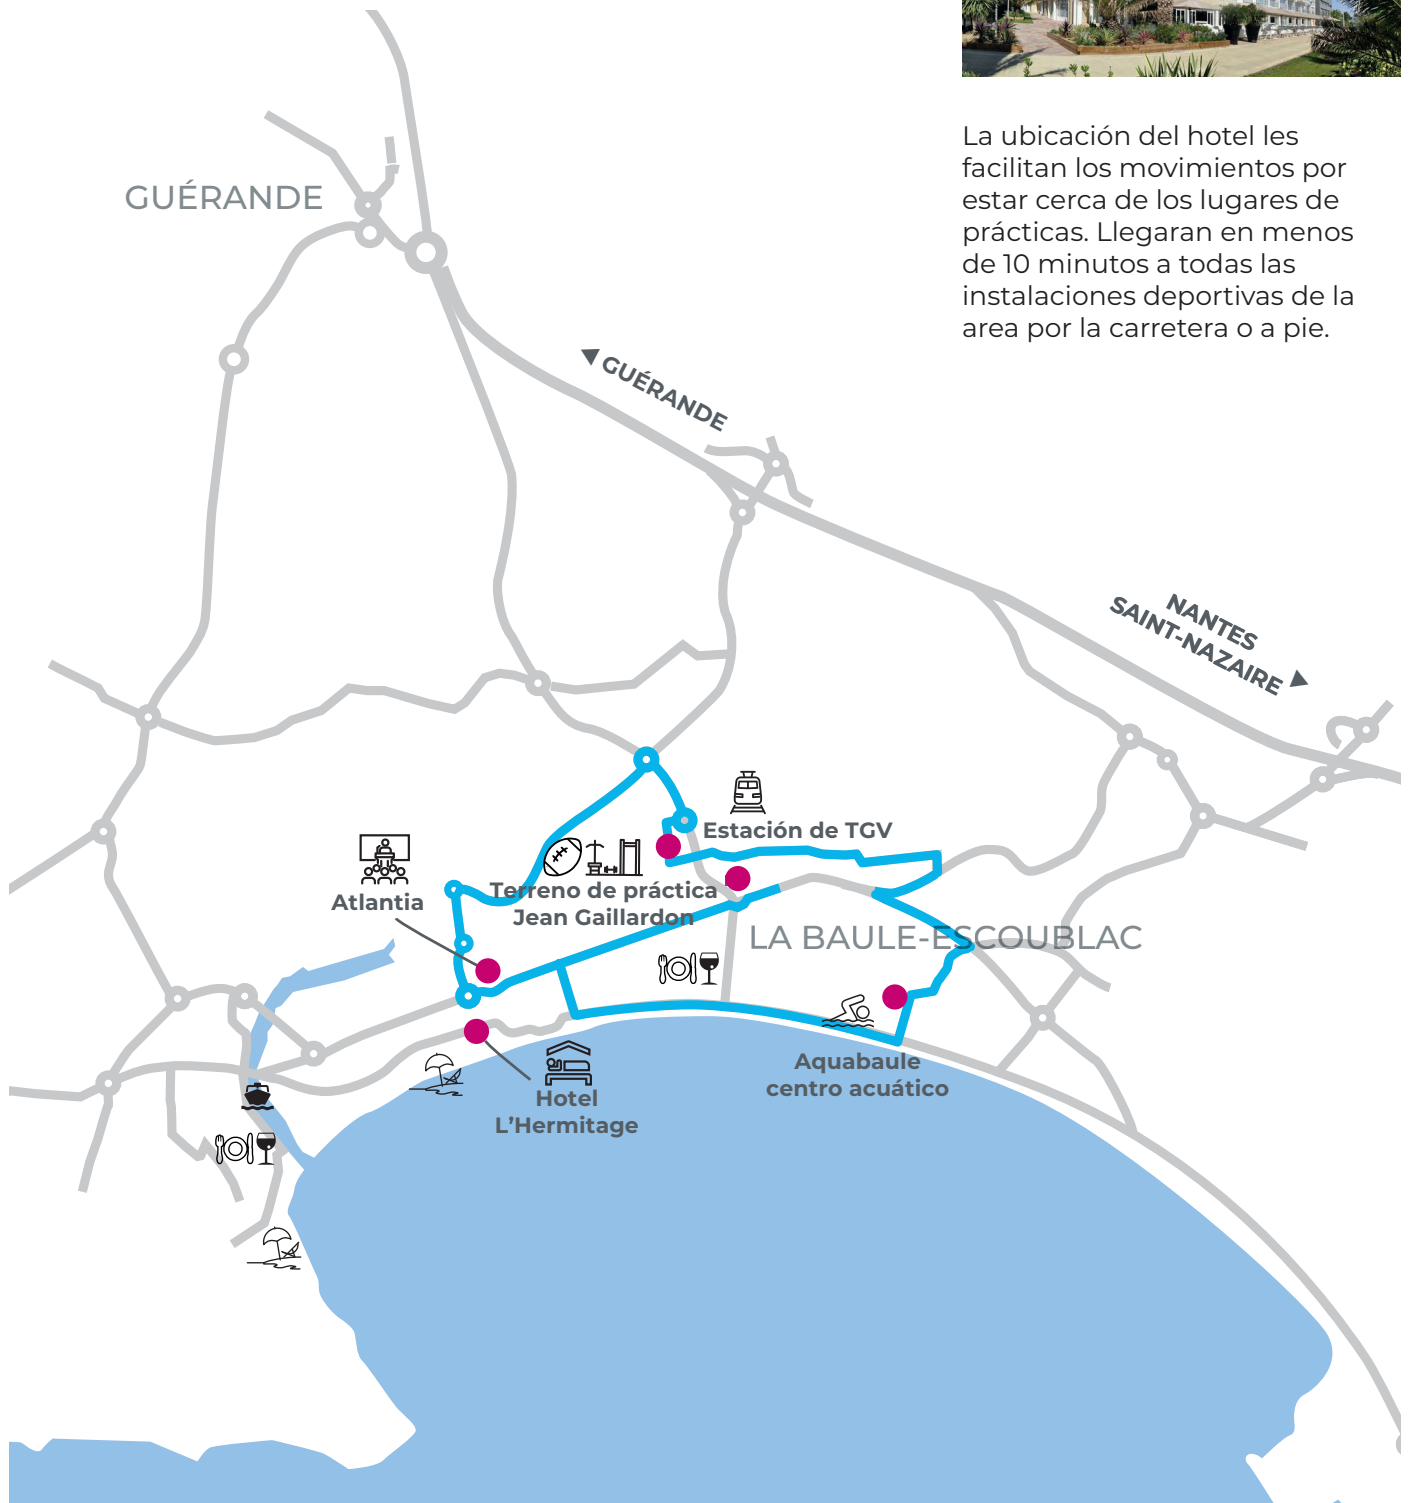 La ubicación del hotel les
facilitan los movimientos por
estar cerca de los lugares de
prácticas. Llegaran en menos
de 10 minutos a todas las
instalaciones deportivas de la
area por la carretera o a pie.
GUÉRANDE
GUÉRANDE
NANTES
SAINT-NAZAIRE
Estación de TGV
Terreno de práctica
Jean Gaillardon
Atlantia
LA BAULE-ESCOUBLAC
Aquabaule
centro acuático
Hotel
L’Hermitage